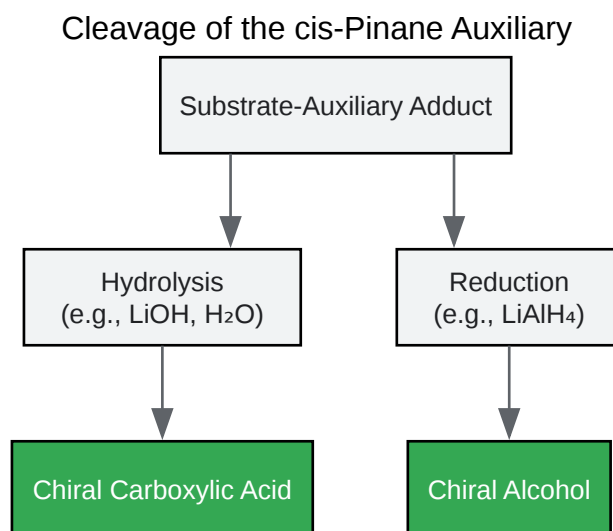 Cleavage of the cis-Pinane Auxiliary
Substrate-Auxiliary Adduct
Hydrolysis
(e.g., LiOH, H₂O)
Reduction
(e.g., LiAlH₄)
Chiral Carboxylic Acid
Chiral Alcohol